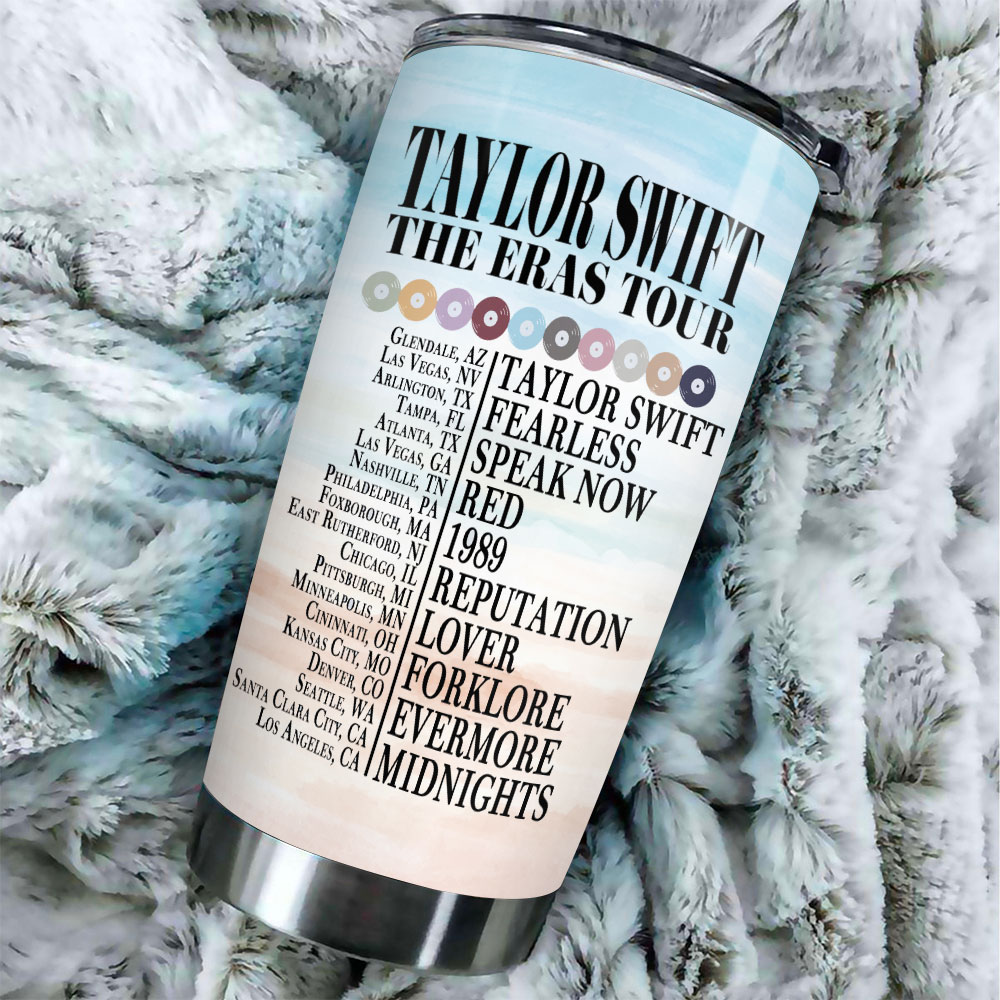 TAYLOR SWIFT
THE ERAS TOUR
GLENDALE, AZ
LAS VEGAS, NV
ARLINGTON, TX
TAMPA, FL
ATLANTA, TX
LAS VEGAS, GA
NASHVILLE, TN
PHILADELPHIA, PA
FOXBOROUGH, MA
EAST RUTHERFORD, NJ
CHICAGO, IL
PITTSBURGH, MI
MINNEAPOLIS, MN
CININNATI, OH
KANSAS CITY, MO
DENVER, CO
SEATTLE, WA
SANTA CLARA CITY, CA
LOS ANGELES, CA
TAYLOR SWIFT
FEARLESS
SPEAK NOW
RED
1989
REPUTATION
LOVER
FORKLORE
EVERMORE
MIDNIGHTS